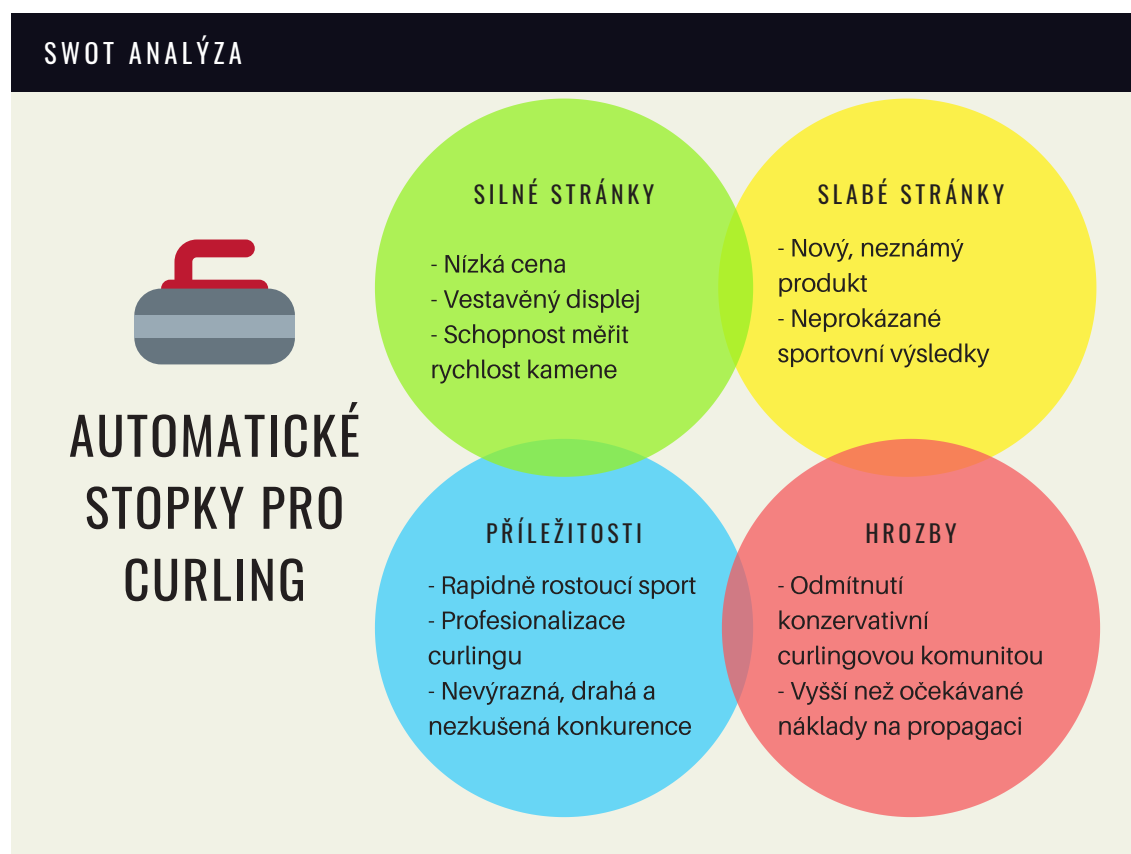 SWOT ANALÝZA
AUTOMATICKÉ
STOPKY PRO
CURLING
SILNÉ STRÁNKY
- Nízká cena
- Vestavěný displej
- Schopnost měřit
rychlost kamene
SLABÉ STRÁNKY
- Nový, neznámý
produkt
- Neprokázané
sportovní výsledky
PŘÍLEŽITOSTI
- Rapidně rostoucí sport
- Profesionalizace
curlingu
- Nevýrazná, drahá a
nezkušená konkurence
HROZBY
- Odmítnutí
konzervativní
curlingovou komunitou
- Vyšší než očekávané
náklady na propagaci